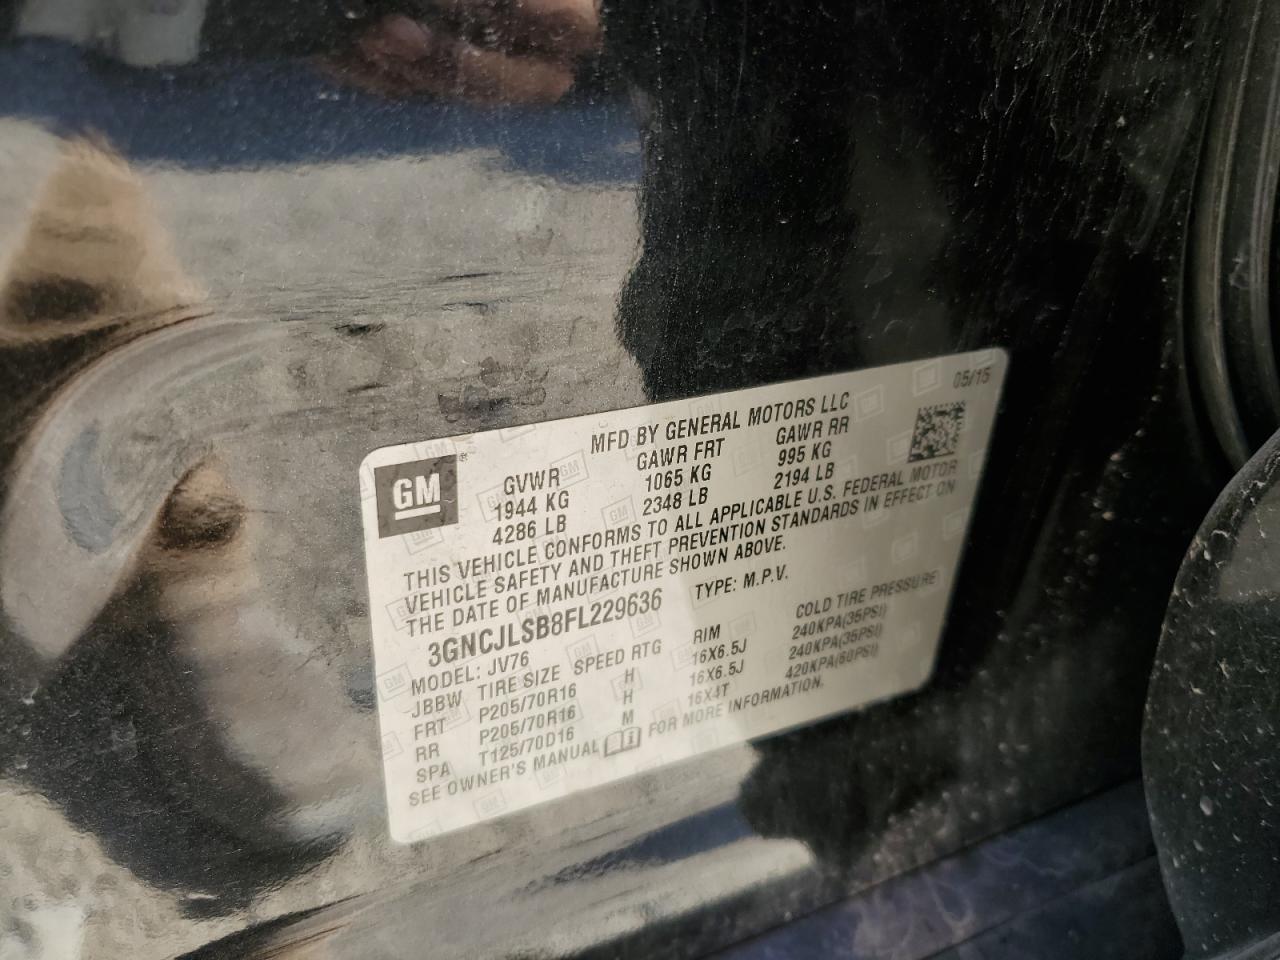 05/15
MFD BY GENERAL MOTORS LLC
GM
GVWR GAWR FRT GAWR RR
1944 KG 1065 KG 995 KG
4286 LB 2348 LB 2194 LB
THIS VEHICLE CONFORMS TO ALL APPLICABLE U.S. FEDERAL MOTOR
VEHICLE SAFETY AND THEFT PREVENTION STANDARDS IN EFFECT ON
THE DATE OF MANUFACTURE SHOWN ABOVE.
3GNCJLSB8FL229636 TYPE: M.P.V.
MODEL: JV76
JBBW TIRE SIZE SPEED RTG RIM COLD TIRE PRESSURE
FRT P205/70R16 H 16X6.5J 240KPA(35PSI)
RR P205/70R16 H 16X6.5J 240KPA(35PSI)
SPA T125/70D16 M 16X4T 420KPA(60PSI)
SEE OWNER'S MANUAL FOR MORE INFORMATION.